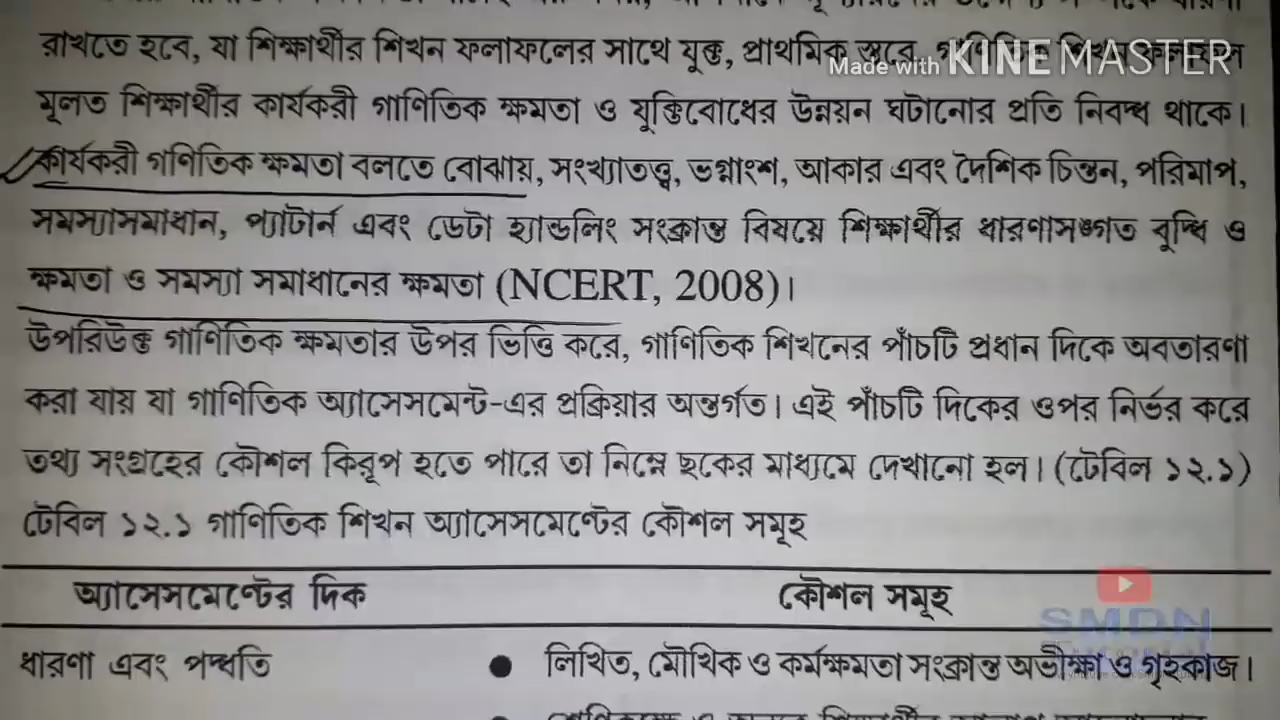 রাখতে হবে, যা শিক্ষার্থীর শিখন ফলাফলের সাথে যুক্ত, প্রাথমিক স্তরে, গাণিতিক শিখন ফলাফল
Made with KINEMASTER
মূলত শিক্ষার্থীর কার্যকরী গাণিতিক ক্ষমতা ও যুক্তিবোধের উন্নয়ন ঘটানোর প্রতি নিবদ্ধ থাকে।
কার্যকরী গণিতিক ক্ষমতা বলতে বোঝায়, সংখ্যাতত্ত্ব, ভগ্নাংশ, আকার এবং দৈশিক চিন্তন, পরিমাপ,
সমস্যাসমাধান, প্যাটার্ন এবং ডেটা হ্যান্ডলিং সংক্রান্ত বিষয়ে শিক্ষার্থীর ধারণাসঙ্গত বুদ্ধি ও
ক্ষমতা ও সমস্যা সমাধানের ক্ষমতা (NCERT, 2008)।
উপরিউক্ত গাণিতিক ক্ষমতার উপর ভিত্তি করে, গাণিতিক শিখনের পাঁচটি প্রধান দিকে অবতারণা
করা যায় যা গাণিতিক অ্যাসেসমেন্ট-এর প্রক্রিয়ার অন্তর্গত। এই পাঁচটি দিকের ওপর নির্ভর করে
তথ্য সংগ্রহের কৌশল কিরূপ হতে পারে তা নিম্নে ছকের মাধ্যমে দেখানো হল। (টেবিল ১২.১)
টেবিল ১২.১ গাণিতিক শিখন অ্যাসেসমেন্টের কৌশল সমূহ
অ্যাসেসমেন্টের দিক কৌশল সমূহ
SMDN
ধারণা এবং পদ্ধতি ● লিখিত, মৌখিক ও কর্মক্ষমতা সংক্রান্ত অভীক্ষা ও গৃহকাজ।